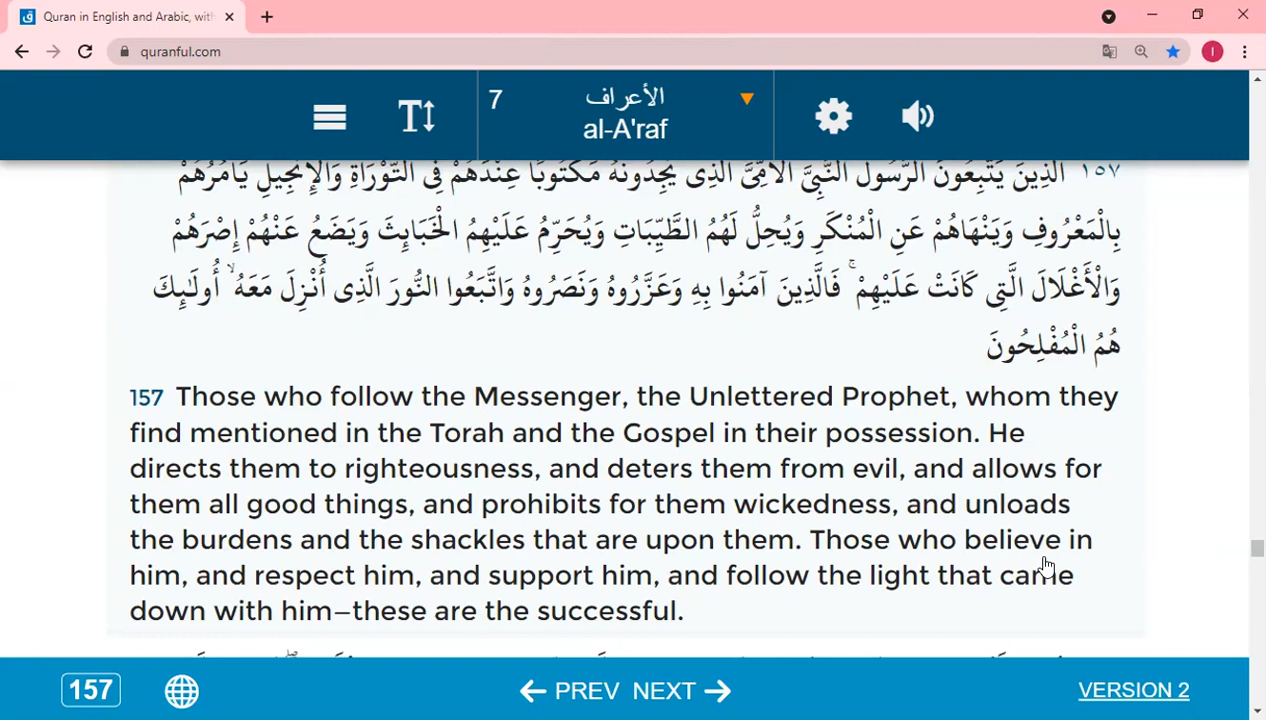 Quran in English and Arabic, with
quranful.com
7
الأعراف
al-A'raf
١٥٧ الَّذِينَ يَتَّبِعُونَ الرَّسُولَ النَّبِيَّ الْأُمِّيَّ الَّذِى يَجِدُونَهُ مَكْتُوبًا عِنْدَهُمْ فِى التَّوْرَاةِ وَالْإِنْجِيلِ يَأْمُرُهُمْ
بِالْمَعْرُوفِ وَيَنْهَاهُمْ عَنِ الْمُنْكَرِ وَيُحِلُّ لَهُمُ الطَّيِّبَاتِ وَيُحَرِّمُ عَلَيْهِمُ الْخَبَائِثَ وَيَضَعُ عَنْهُمْ إِصْرَهُمْ
وَالْأَغْلَالَ الَّتِى كَانَتْ عَلَيْهِمْ ۚ فَالَّذِينَ آمَنُوا بِهِ وَعَزَّرُوهُ وَنَصَرُوهُ وَاتَّبَعُوا النُّورَ الَّذِى أُنْزِلَ مَعَهُ ۙ أُولَٰئِكَ
هُمُ الْمُفْلِحُونَ
157 Those who follow the Messenger, the Unlettered Prophet, whom they
find mentioned in the Torah and the Gospel in their possession. He
directs them to righteousness, and deters them from evil, and allows for
them all good things, and prohibits for them wickedness, and unloads
the burdens and the shackles that are upon them. Those who believe in
him, and respect him, and support him, and follow the light that came
down with him—these are the successful.
157
PREV NEXT
VERSION 2